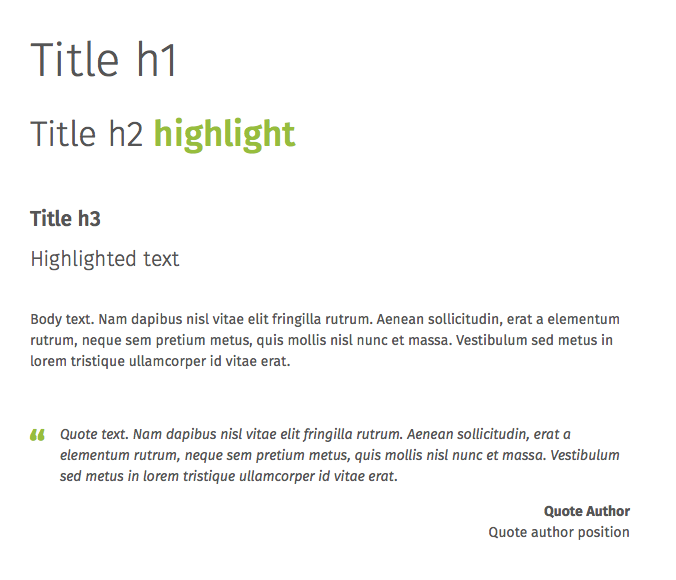 Title h1
Title h2 highlight
Title h3
Highlighted text
Body text. Nam dapibus nisl vitae elit fringilla rutrum. Aenean sollicitudin, erat a elementum
rutrum, neque sem pretium metus, quis mollis nisl nunc et massa. Vestibulum sed metus in
lorem tristique ullamcorper id vitae erat.
“ Quote text. Nam dapibus nisl vitae elit fringilla rutrum. Aenean sollicitudin, erat a
elementum rutrum, neque sem pretium metus, quis mollis nisl nunc et massa. Vestibulum
sed metus in lorem tristique ullamcorper id vitae erat.
Quote Author
Quote author position